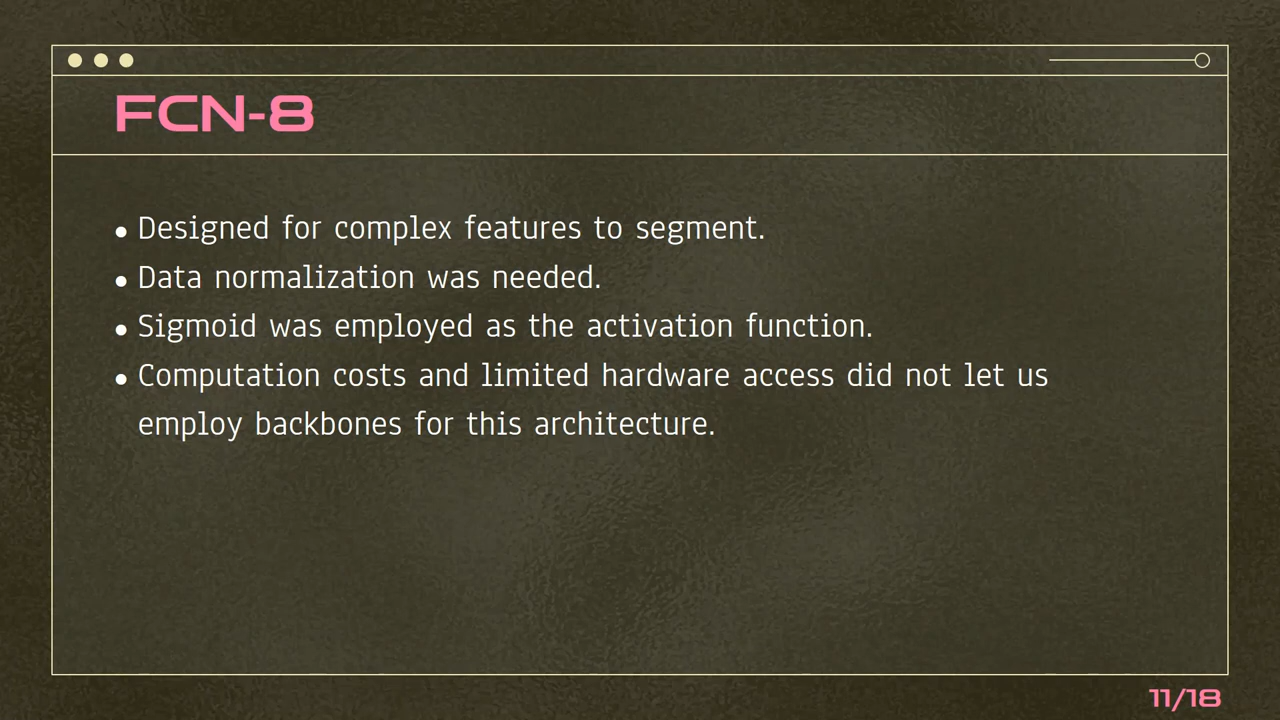 FCN-8
• Designed for complex features to segment.
• Data normalization was needed.
• Sigmoid was employed as the activation function.
• Computation costs and limited hardware access did not let us
employ backbones for this architecture.
11/18